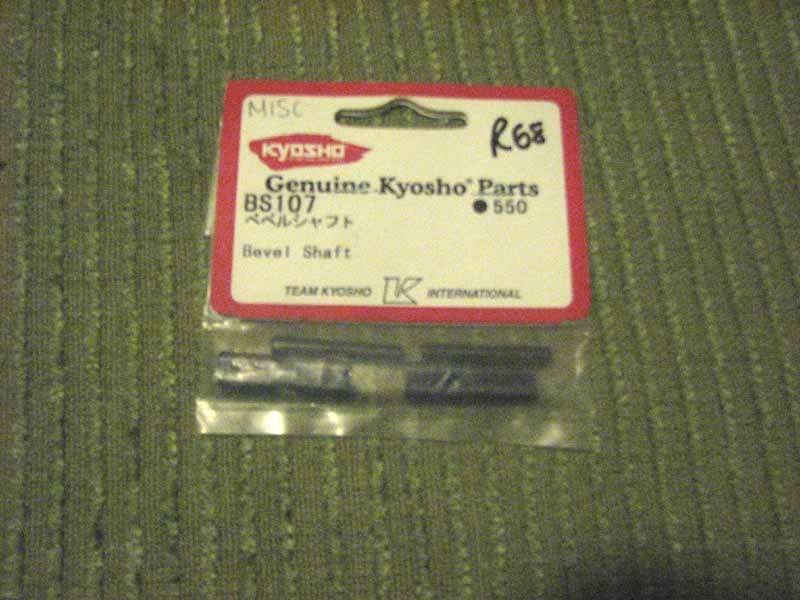 MISC
R68
KYOSHO
Genuine Kyosho® Parts
BS107
●550
ベベルシャフト
Bevel Shaft
TEAM KYOSHO K INTERNATIONAL